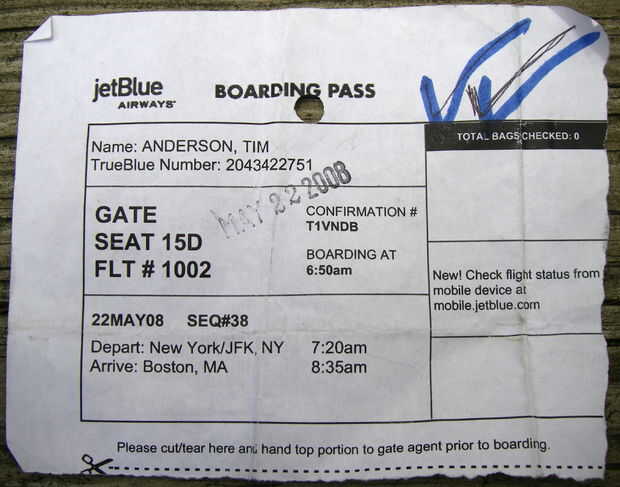 jetBlue
AIRWAYS
BOARDING PASS
TOTAL BAGS CHECKED: 0
Name: ANDERSON, TIM
TrueBlue Number: 2043422751
MAY 22 2008
GATE
SEAT 15D
FLT # 1002
CONFIRMATION #
T1VNDB
BOARDING AT
6:50am
New! Check flight status from
mobile device at
mobile.jetblue.com
22MAY08 SEQ#38
Depart: New York/JFK, NY 7:20am
Arrive: Boston, MA 8:35am
Please cut/tear here and hand top portion to gate agent prior to boarding.